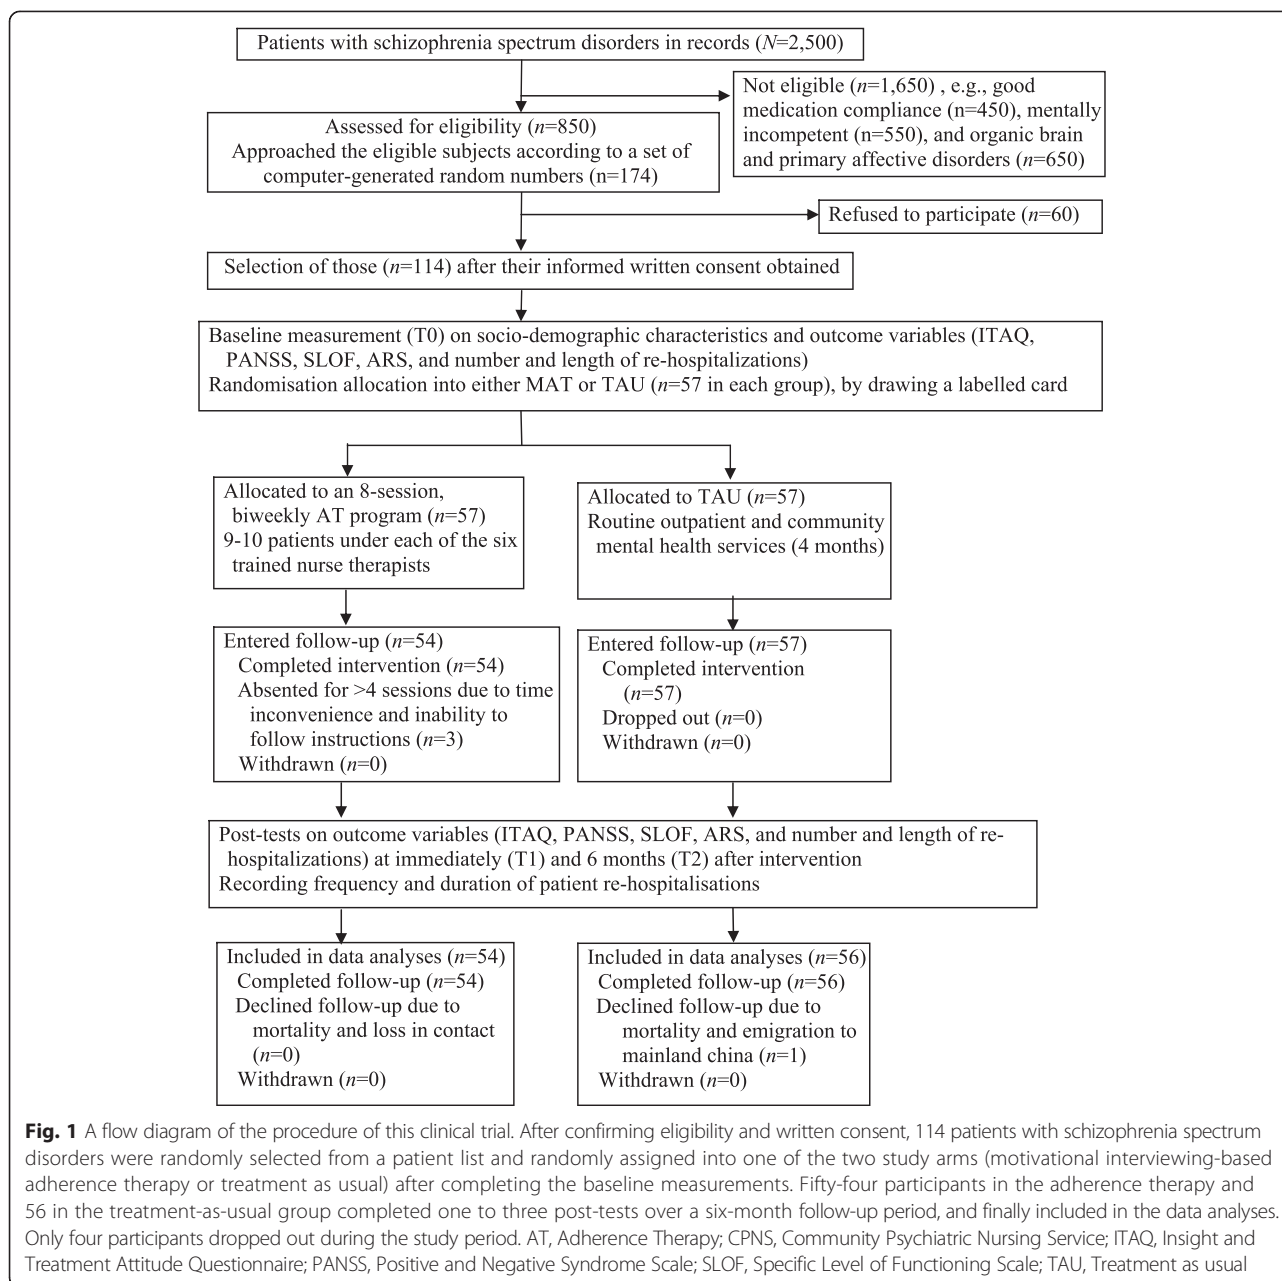 Patients with schizophrenia spectrum disorders in records (N=2,500)
Not eligible (n=1,650) , e.g., good
medication compliance (n=450), mentally
incompetent (n=550), and organic brain
and primary affective disorders (n=650)
Assessed for eligibility (n=850)
Approached the eligible subjects according to a set of
computer-generated random numbers (n=174)
Refused to participate (n=60)
Selection of those (n=114) after their informed written consent obtained
Baseline measurement (T0) on socio-demographic characteristics and outcome variables (ITAQ,
PANSS, SLOF, ARS, and number and length of re-hospitalizations)
Randomisation allocation into either MAT or TAU (n=57 in each group), by drawing a labelled card
Allocated to an 8-session,
biweekly AT program (n=57)
9-10 patients under each of the six
trained nurse therapists
Allocated to TAU (n=57)
Routine outpatient and community
mental health services (4 months)
Entered follow-up (n=54)
Completed intervention (n=54)
Absented for >4 sessions due to time
inconvenience and inability to
follow instructions (n=3)
Withdrawn (n=0)
Entered follow-up (n=57)
Completed intervention
(n=57)
Dropped out (n=0)
Withdrawn (n=0)
Post-tests on outcome variables (ITAQ, PANSS, SLOF, ARS, and number and length of re-
hospitalizations) at immediately (T1) and 6 months (T2) after intervention
Recording frequency and duration of patient re-hospitalisations
Included in data analyses (n=54)
Completed follow-up (n=54)
Declined follow-up due to
mortality and loss in contact
(n=0)
Withdrawn (n=0)
Included in data analyses (n=56)
Completed follow-up (n=56)
Declined follow-up due to
mortality and emigration to
mainland china (n=1)
Withdrawn (n=0)
Fig. 1 A flow diagram of the procedure of this clinical trial. After confirming eligibility and written consent, 114 patients with schizophrenia spectrum
disorders were randomly selected from a patient list and randomly assigned into one of the two study arms (motivational interviewing-based
adherence therapy or treatment as usual) after completing the baseline measurements. Fifty-four participants in the adherence therapy and
56 in the treatment-as-usual group completed one to three post-tests over a six-month follow-up period, and finally included in the data analyses.
Only four participants dropped out during the study period. AT, Adherence Therapy; CPNS, Community Psychiatric Nursing Service; ITAQ, Insight and
Treatment Attitude Questionnaire; PANSS, Positive and Negative Syndrome Scale; SLOF, Specific Level of Functioning Scale; TAU, Treatment as usual